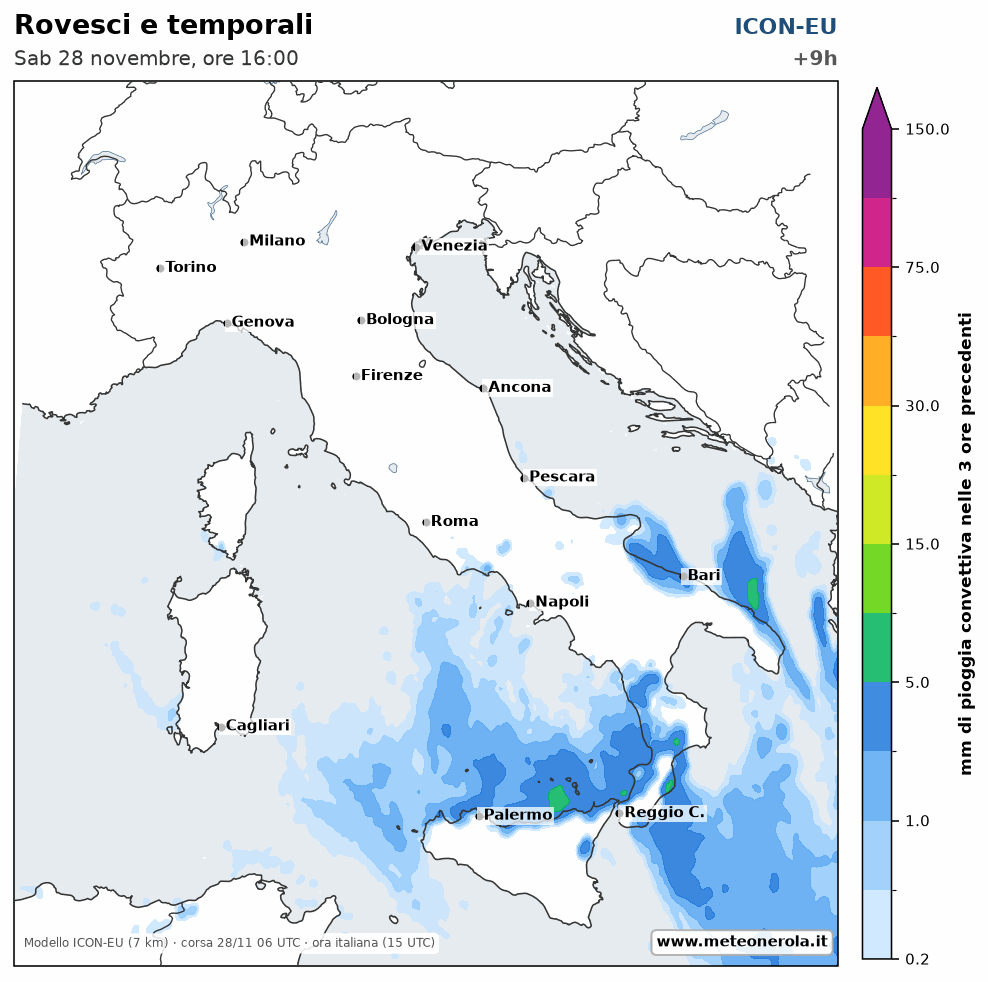 Rovesci e temporali
ICON-EU
Sab 28 novembre, ore 16:00
+9h
Milano
Venezia
Torino
Genova
Bologna
Firenze
Ancona
Pescara
Roma
Bari
Napoli
Cagliari
Palermo
Reggio C.
Modello ICON-EU (7 km) · corsa 28/11 06 UTC · ora italiana (15 UTC)
www.meteonerola.it
150.0
75.0
30.0
15.0
5.0
1.0
0.2
mm di pioggia convettiva nelle 3 ore precedenti